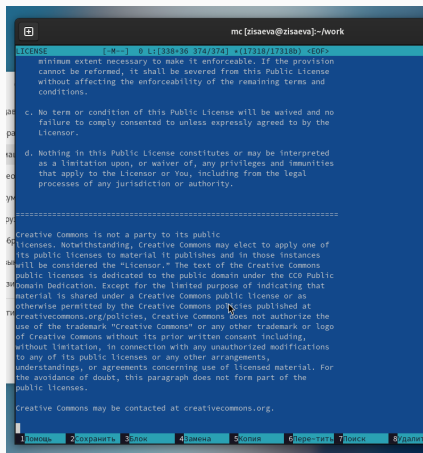 mc [zisaeva@zisaeva]:~/work
LICENSE [-M--] 0 L:[338+36 374/374] *(17318/17318b) <EOF>
minimum extent necessary to make it enforceable. If the provision
cannot be reformed, it shall be severed from this Public License
without affecting the enforceability of the remaining terms and
conditions.
c. No term or condition of this Public License will be waived and no
failure to comply consented to unless expressly agreed to by the
Licensor.
d. Nothing in this Public License constitutes or may be interpreted
as a limitation upon, or waiver of, any privileges and immunities
that apply to the Licensor or You, including from the legal
processes of any jurisdiction or authority.
=======================================================================
Creative Commons is not a party to its public
licenses. Notwithstanding, Creative Commons may elect to apply one of
its public licenses to material it publishes and in those instances
will be considered the "Licensor." The text of the Creative Commons
public licenses is dedicated to the public domain under the CC0 Public
Domain Dedication. Except for the limited purpose of indicating that
material is shared under a Creative Commons public license or as
otherwise permitted by the Creative Commons policies published at
creativecommons.org/policies, Creative Commons does not authorize the
use of the trademark "Creative Commons" or any other trademark or logo
of Creative Commons without its prior written consent including,
without limitation, in connection with any unauthorized modifications
to any of its public licenses or any other arrangements,
understandings, or agreements concerning use of licensed material. For
the avoidance of doubt, this paragraph does not form part of the
public licenses.
Creative Commons may be contacted at creativecommons.org.
1Помощь 2Сохранить 3Блок 4Замена 5Копия 6Пере~тить 7Поиск 8Удалит